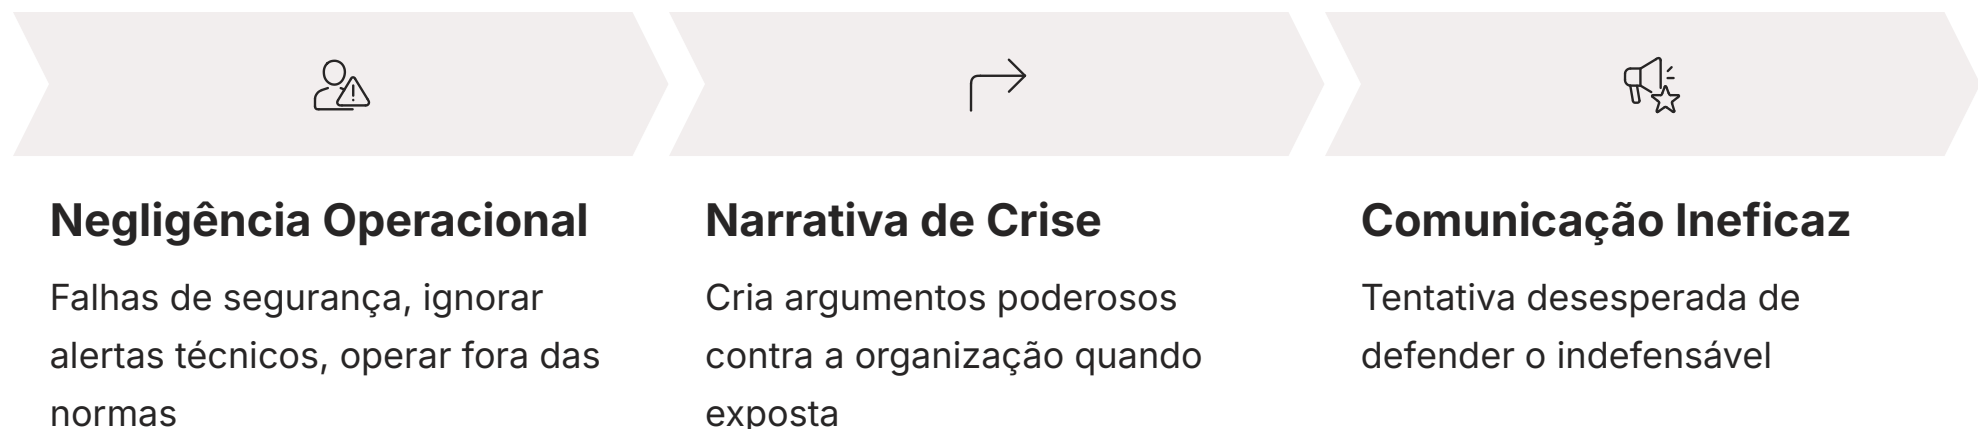 Negligência Operacional
Falhas de segurança, ignorar
alertas técnicos, operar fora das
normas
Narrativa de Crise
Cria argumentos poderosos
contra a organização quando
exposta
Comunicação Ineficaz
Tentativa desesperada de
defender o indefensável